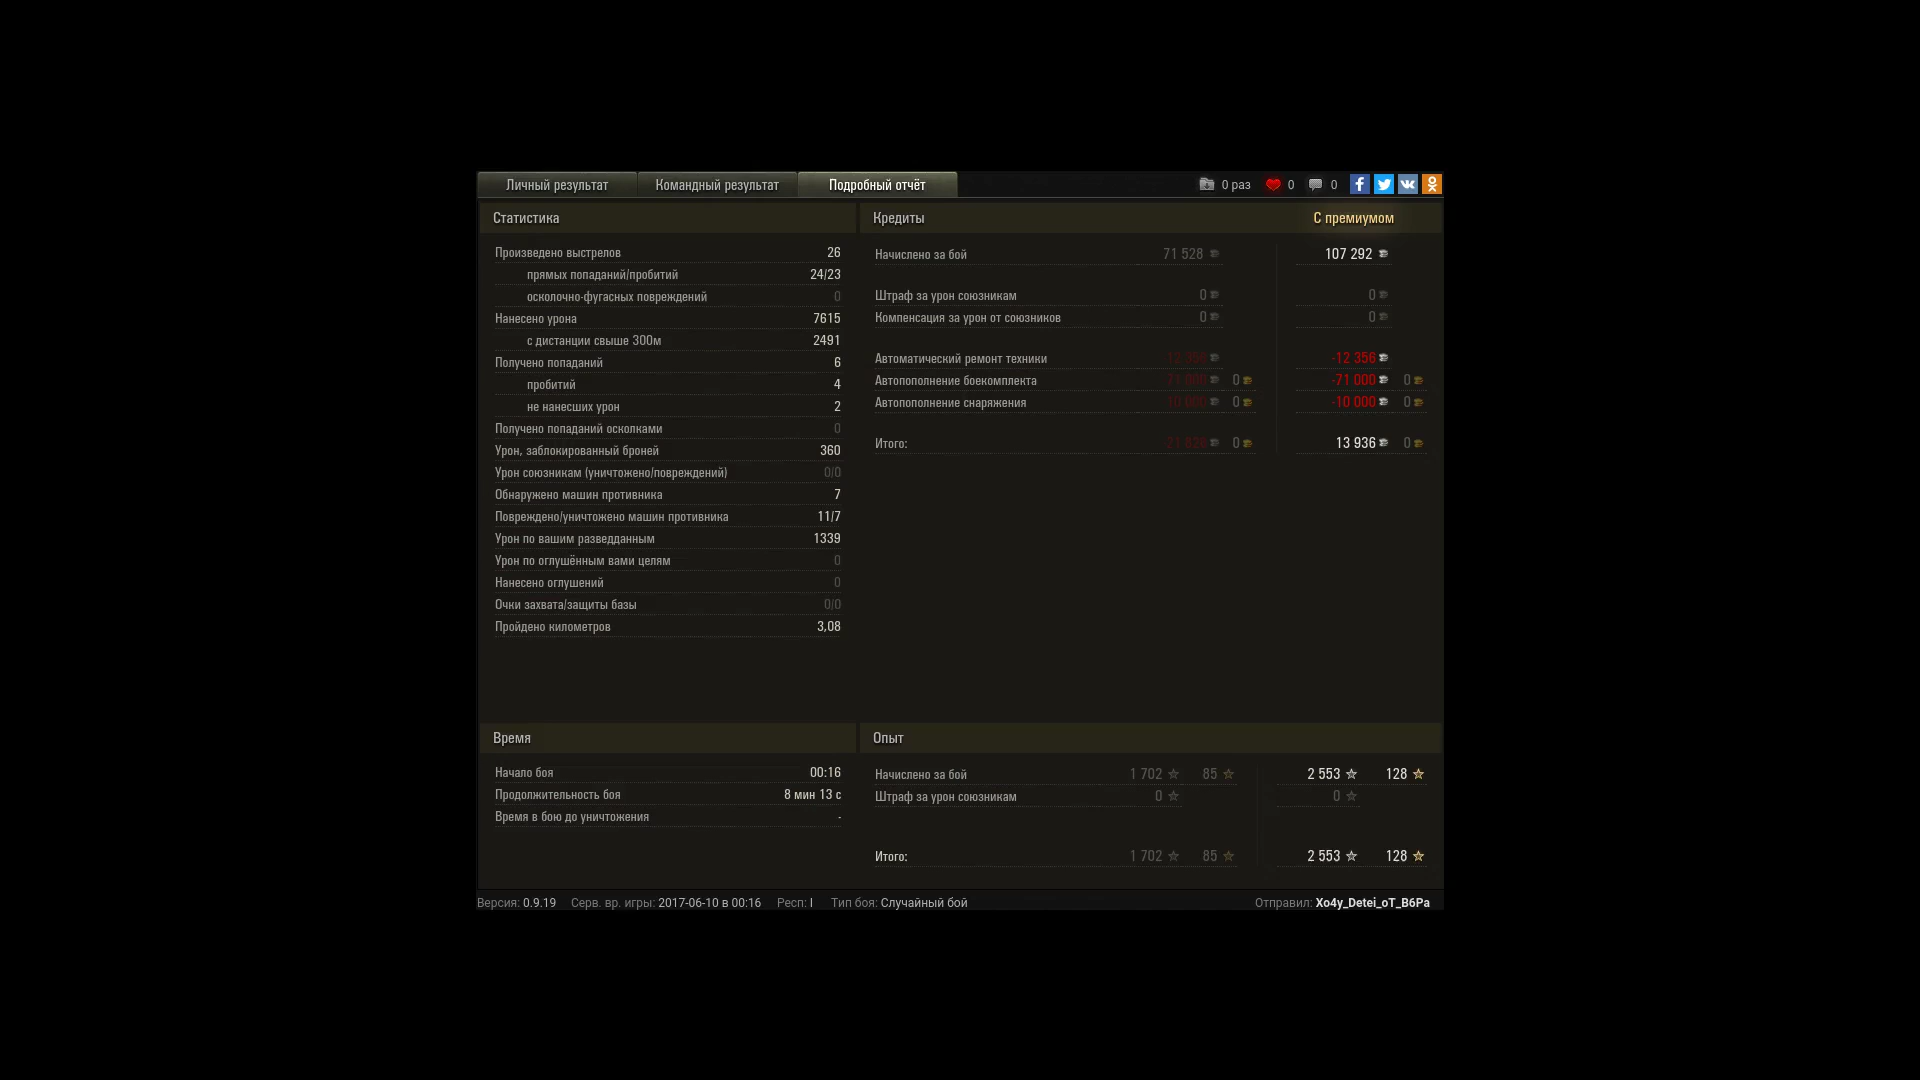 Личный результат Командный результат Подробный отчёт 0 раз 0 0
Статистика
Произведено выстрелов 26
прямых попаданий/пробитий 24/23
осколочно-фугасных повреждений 0
Нанесено урона 7615
с дистанции свыше 300м 2491
Получено попаданий 6
пробитий 4
не нанесших урон 2
Получено попаданий осколками 0
Урон, заблокированный броней 360
Урон союзникам (уничтожено/повреждений) 0/0
Обнаружено машин противника 7
Повреждено/уничтожено машин противника 11/7
Урон по вашим разведданным 1339
Урон по оглушённым вами целям 0
Нанесено оглушений 0
Очки захвата/защиты базы 0/0
Пройдено километров 3,08
Кредиты С премиумом
Начислено за бой 71 528 107 292
Штраф за урон союзникам 0 0
Компенсация за урон от союзников 0 0
Автоматический ремонт техники 12 356 -12 356
Автопополнение боекомплекта 71 000 0 -71 000 0
Автопополнение снаряжения 10 000 0 -10 000 0
Итого: 0 13 936 0
Время
Начало боя 00:16
Продолжительность боя 8 мин 13 с
Время в бою до уничтожения -
Опыт
Начислено за бой 1 702 85 2 553 128
Штраф за урон союзникам 0 0
Итого: 1 702 85 2 553 128
Версия: 0.9.19 Серв. вр. игры: 2017-06-10 в 00:16 Респ: I Тип боя: Случайный бой Отправил: Xo4y_Detei_oT_B6Pa